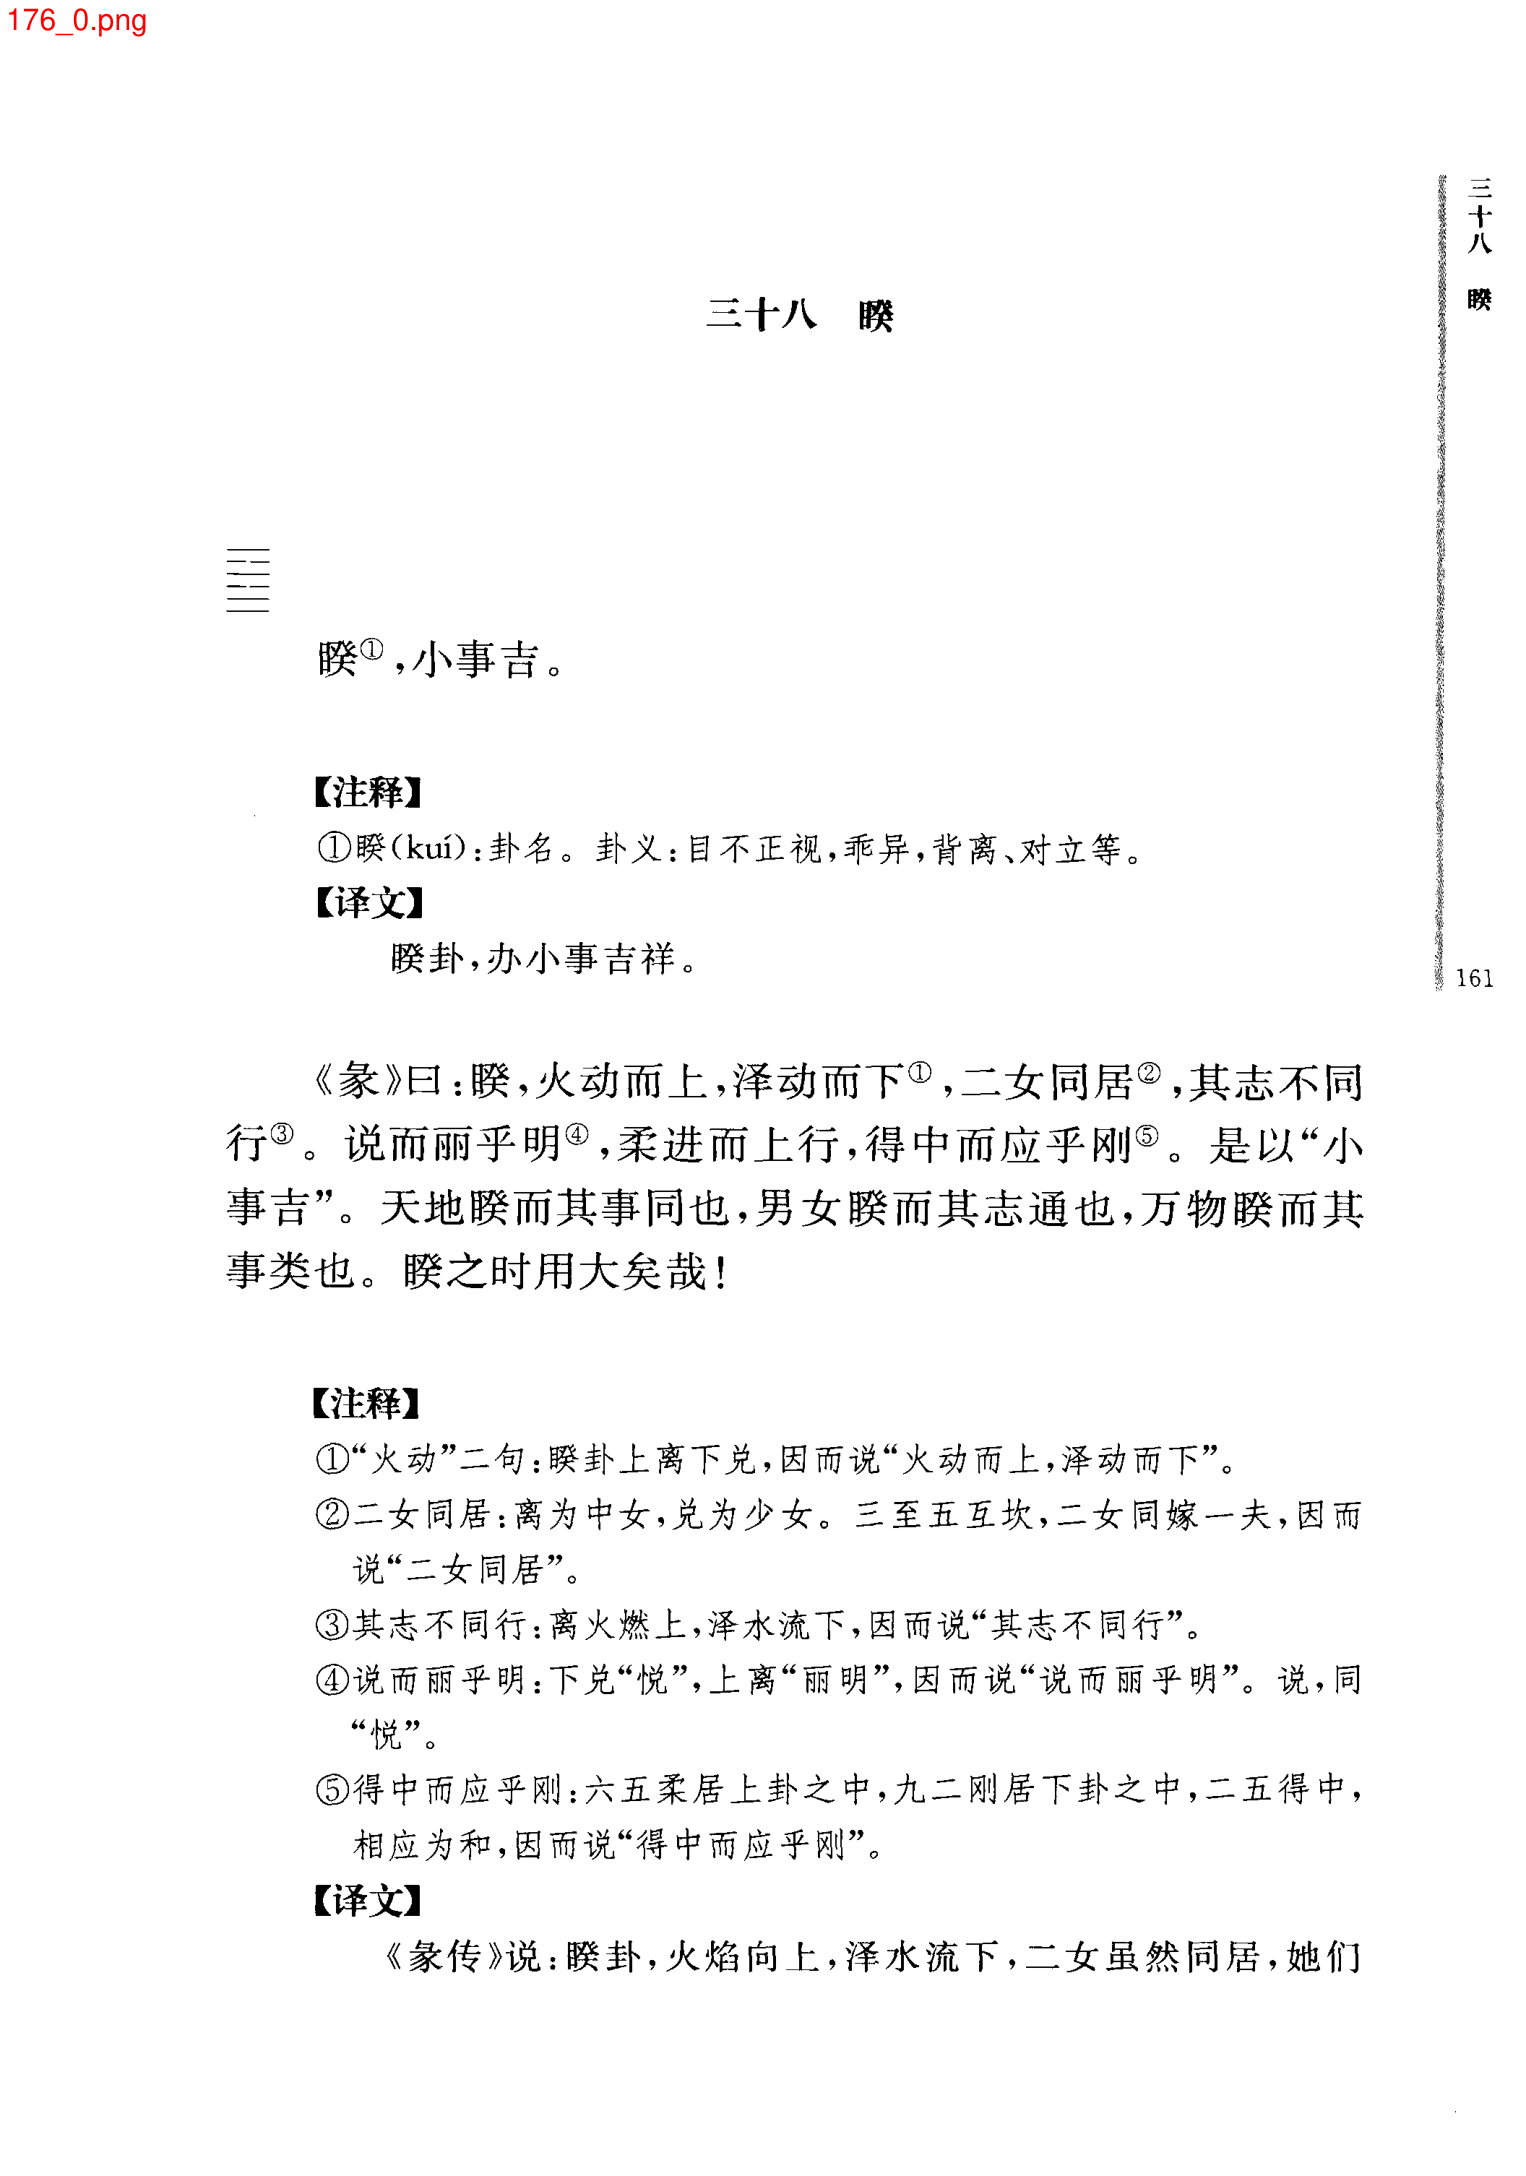 176_0.png
三十八 睽
三十八 睽
睽①,小事吉。
【注释】
①睽(kuí):卦名。卦义:目不正视,乖异,背离、对立等。
【译文】
睽卦,办小事吉祥。
161
《彖》曰:睽,火动而上,泽动而下①,二女同居②,其志不同
行③。说而丽乎明④,柔进而上行,得中而应乎刚⑤。是以“小
事吉”。天地睽而其事同也,男女睽而其志通也,万物睽而其
事类也。睽之时用大矣哉!
【注释】
①“火动”二句:睽卦上离下兑,因而说“火动而上,泽动而下”。
②二女同居:离为中女,兑为少女。三至五互坎,二女同嫁一夫,因而
说“二女同居”。
③其志不同行:离火燃上,泽水流下,因而说“其志不同行”。
④说而丽乎明:下兑“悦”,上离“丽明”,因而说“说而丽乎明”。说,同
“悦”。
⑤得中而应乎刚:六五柔居上卦之中,九二刚居下卦之中,二五得中,
相应为和,因而说“得中而应乎刚”。
【译文】
《彖传》说:睽卦,火焰向上,泽水流下,二女虽然同居,她们